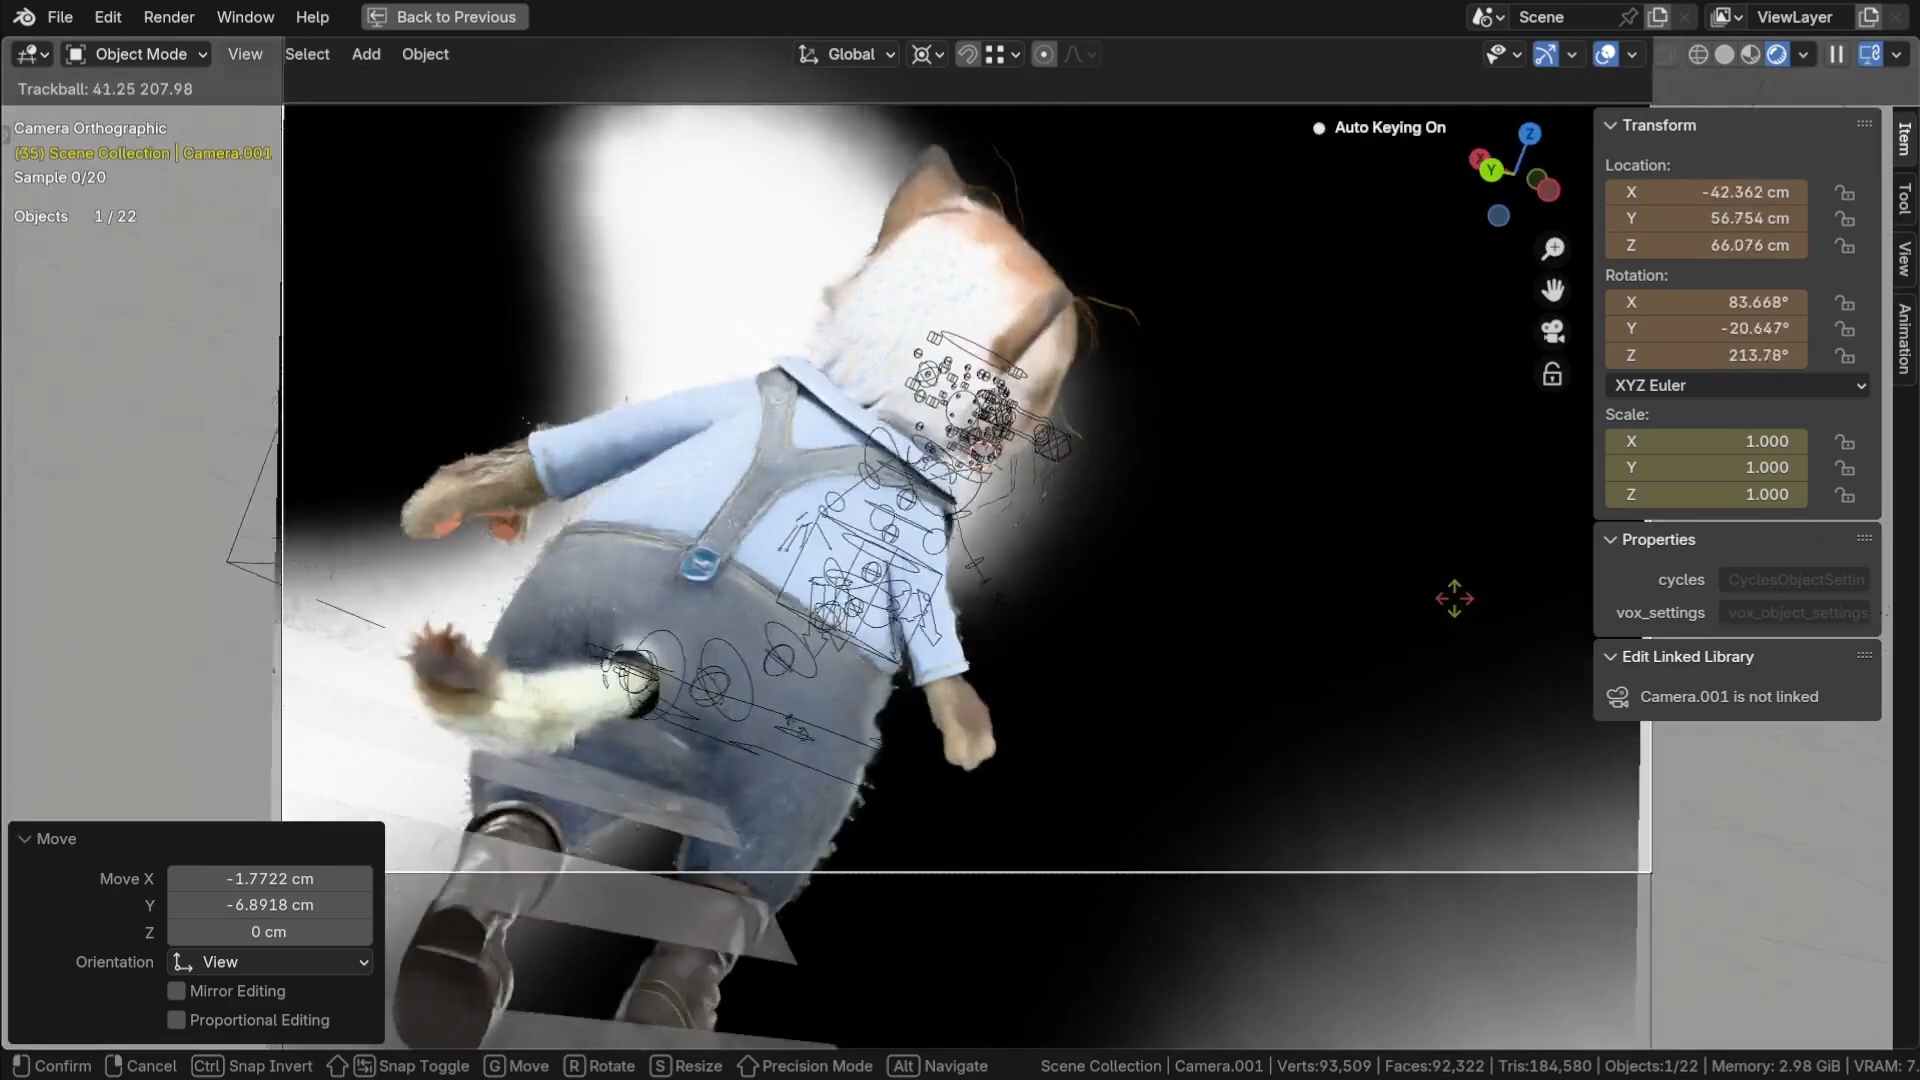 File Edit Render Window Help Back to Previous Scene ViewLayer
Object Mode View Select Add Object Global
Trackball: 41.25 207.98
Camera Orthographic
(35) Scene Collection | Camera.001
Sample 0/20
Objects 1 / 22
Auto Keying On
X
Y
Z
Transform
Location:
X -42.362 cm
Y 56.754 cm
Z 66.076 cm
Rotation:
X 83.668°
Y -20.647°
Z 213.78°
XYZ Euler
Scale:
X 1.000
Y 1.000
Z 1.000
Properties
cycles CyclesObjectSettin
vox_settings vox_object_settings
Edit Linked Library
Camera.001 is not linked
Item
Tool
View
Animation
Move
Move X -1.7722 cm
Y -6.8918 cm
Z 0 cm
Orientation View
Mirror Editing
Proportional Editing
Confirm Cancel Ctrl Snap Invert Snap Toggle G Move R Rotate S Resize Precision Mode Alt Navigate Scene Collection | Camera.001 | Verts:93,509 | Faces:92,322 | Tris:184,580 | Objects:1/22 | Memory: 2.98 GiB | VRAM: 7.